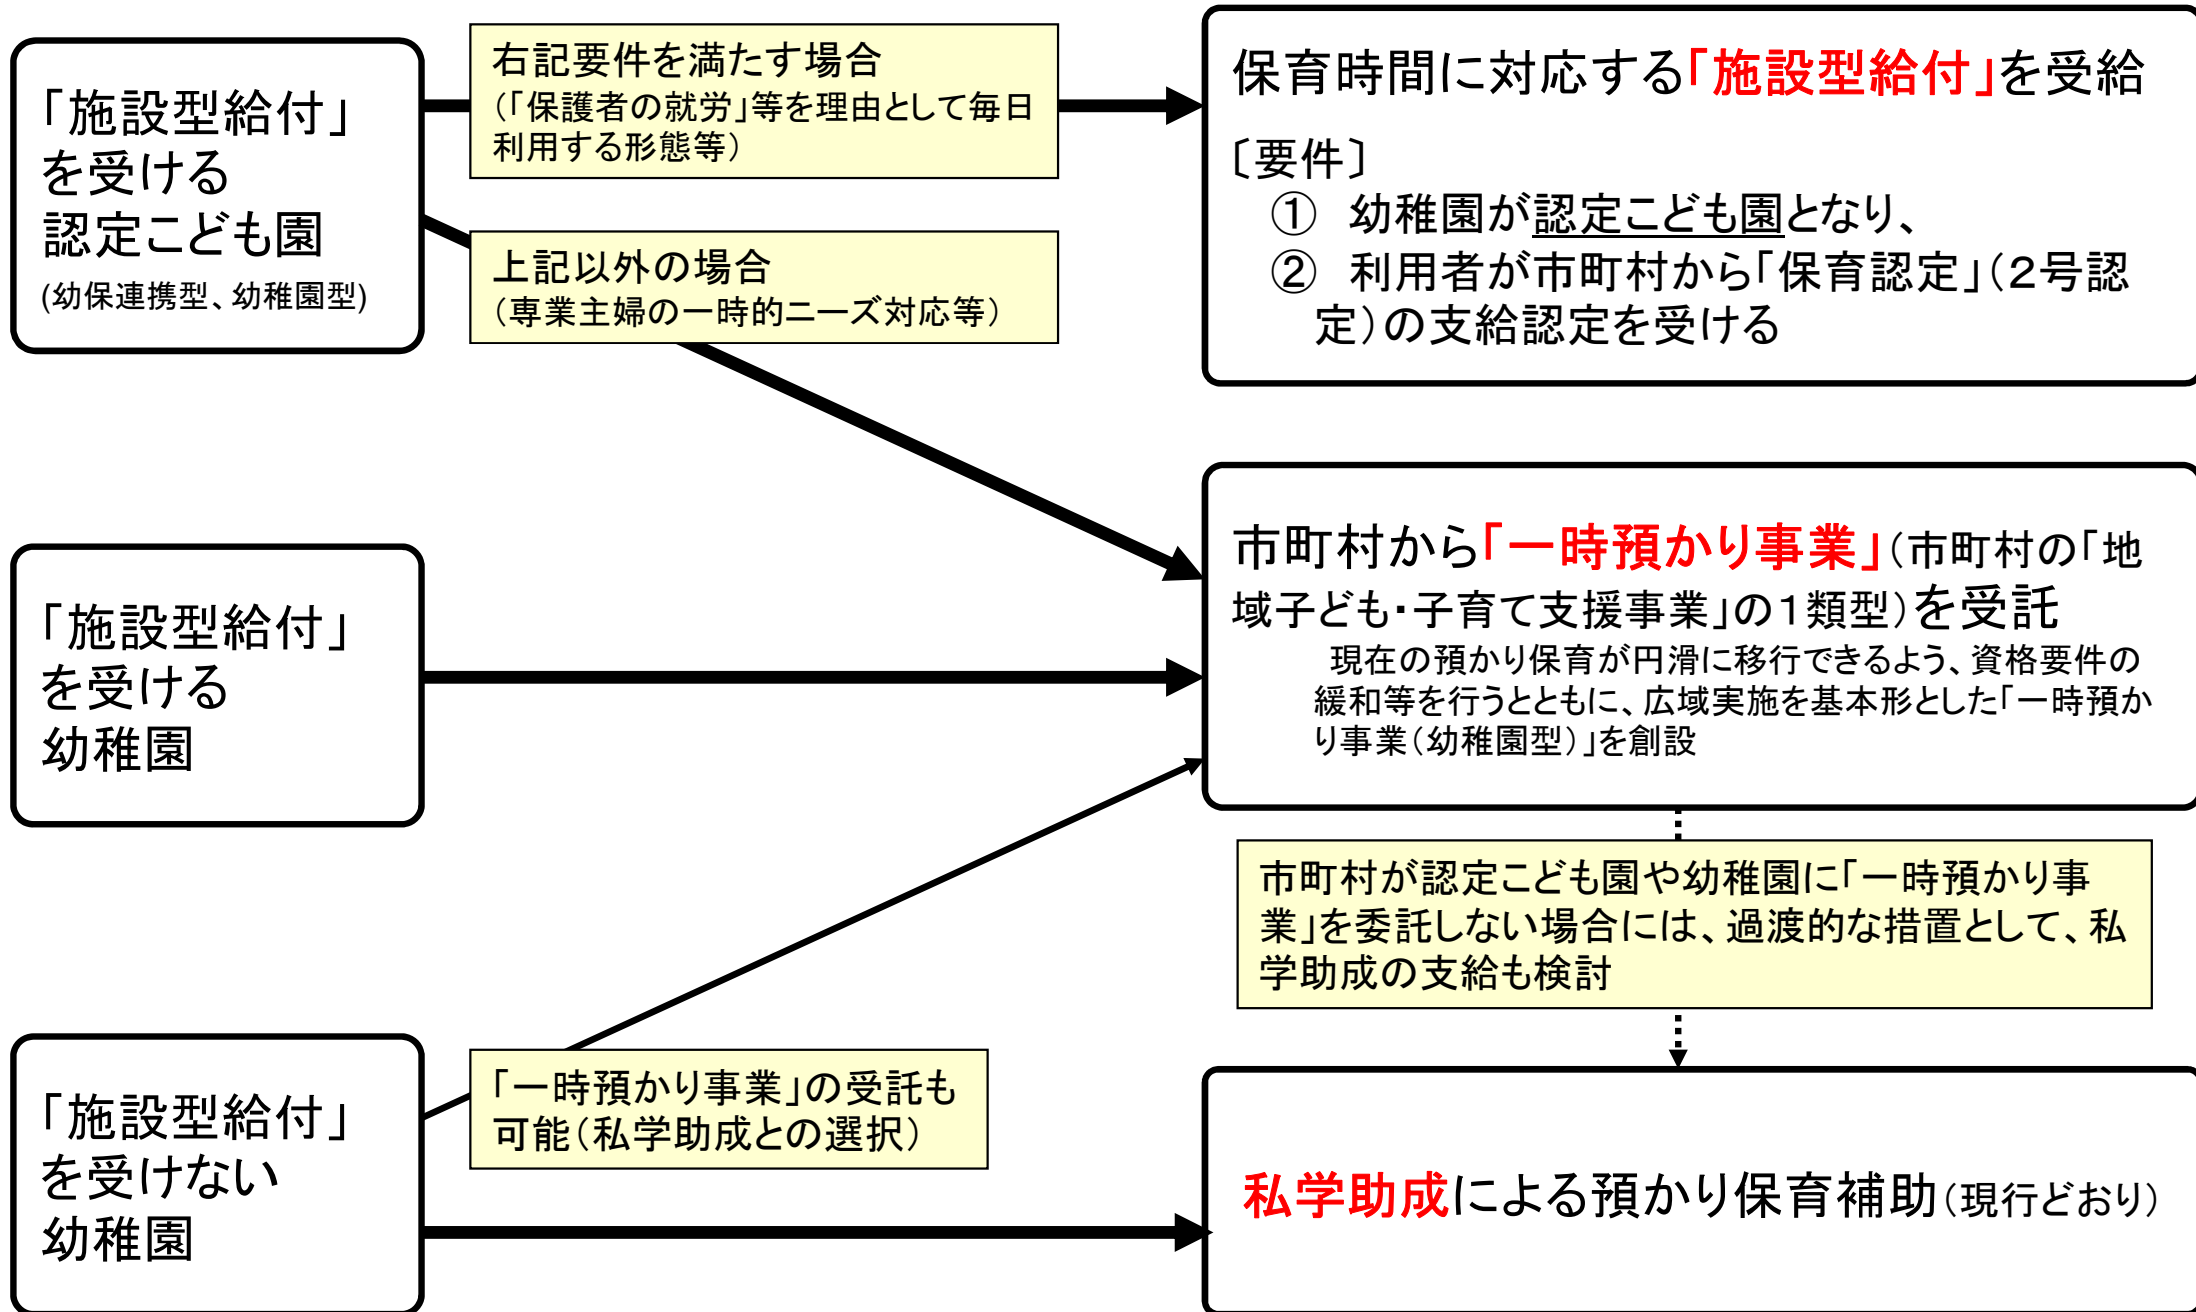 「施設型給付」
を受ける
認定こども園
(幼保連携型、幼稚園型)
右記要件を満たす場合
（「保護者の就労」等を理由として毎日
利用する形態等）
上記以外の場合
（専業主婦の一時的ニーズ対応等）
保育時間に対応する「施設型給付」を受給
〔要件〕
① 幼稚園が認定こども園となり、
② 利用者が市町村から「保育認定」（２号認
定）の支給認定を受ける
「施設型給付」
を受ける
幼稚園
市町村から「一時預かり事業」（市町村の「地
域子ども・子育て支援事業」の１類型）を受託
現在の預かり保育が円滑に移行できるよう、資格要件の
緩和等を行うとともに、広域実施を基本形とした「一時預か
り事業（幼稚園型）」を創設
市町村が認定こども園や幼稚園に「一時預かり事
業」を委託しない場合には、過渡的な措置として、私
学助成の支給も検討
「施設型給付」
を受けない
幼稚園
「一時預かり事業」の受託も
可能（私学助成との選択）
私学助成による預かり保育補助（現行どおり）